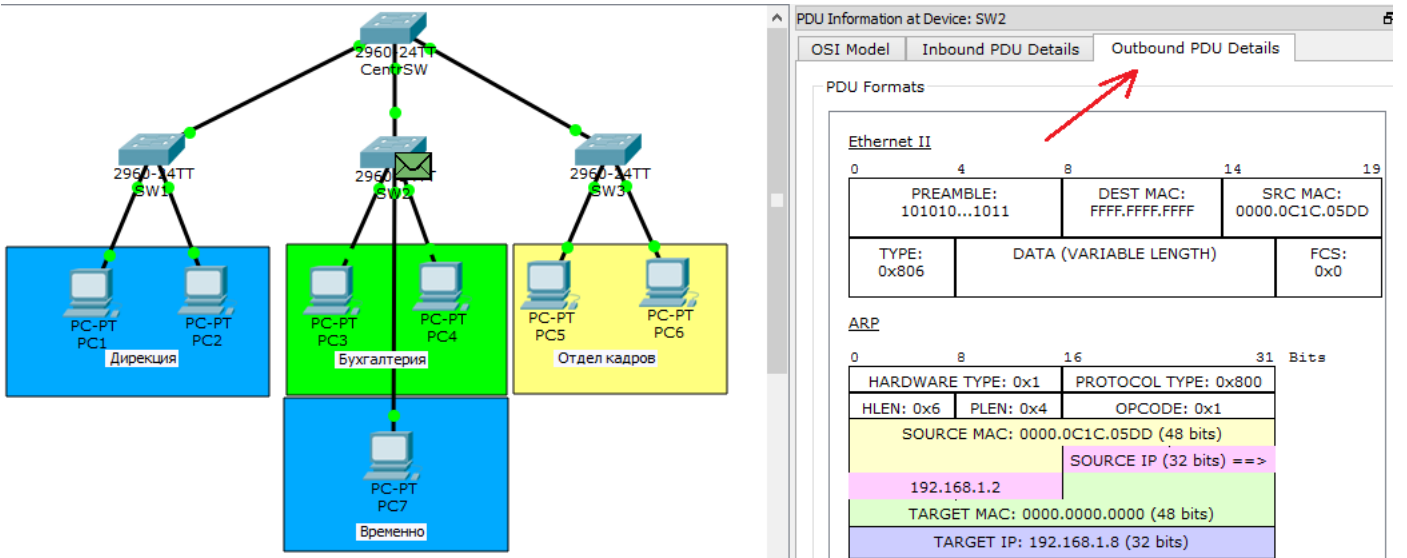 2960-24TT
CentrSW
2960-24TT
SW1
SW2
2960-24TT
SW3
PC-PT
PC1
PC-PT
PC2
Дирекция
PC-PT
PC3
PC-PT
PC4
Бухгалтерия
PC-PT
PC5
PC-PT
PC6
Отдел кадров
PC-PT
PC7
Временно
PDU Information at Device: SW2
OSI Model
Inbound PDU Details
Outbound PDU Details
PDU Formats
Ethernet II
0 4 8 14 19
PREAMBLE: DEST MAC: SRC MAC:
101010...1011 FFFF.FFFF.FFFF 0000.0C1C.05DD
TYPE: DATA (VARIABLE LENGTH) FCS:
0x806 0x0
ARP
0 8 16 31 Bits
HARDWARE TYPE: 0x1 PROTOCOL TYPE: 0x800
HLEN: 0x6 PLEN: 0x4 OPCODE: 0x1
SOURCE MAC: 0000.0C1C.05DD (48 bits)
SOURCE IP (32 bits) ==>
192.168.1.2
TARGET MAC: 0000.0000.0000 (48 bits)
TARGET IP: 192.168.1.8 (32 bits)